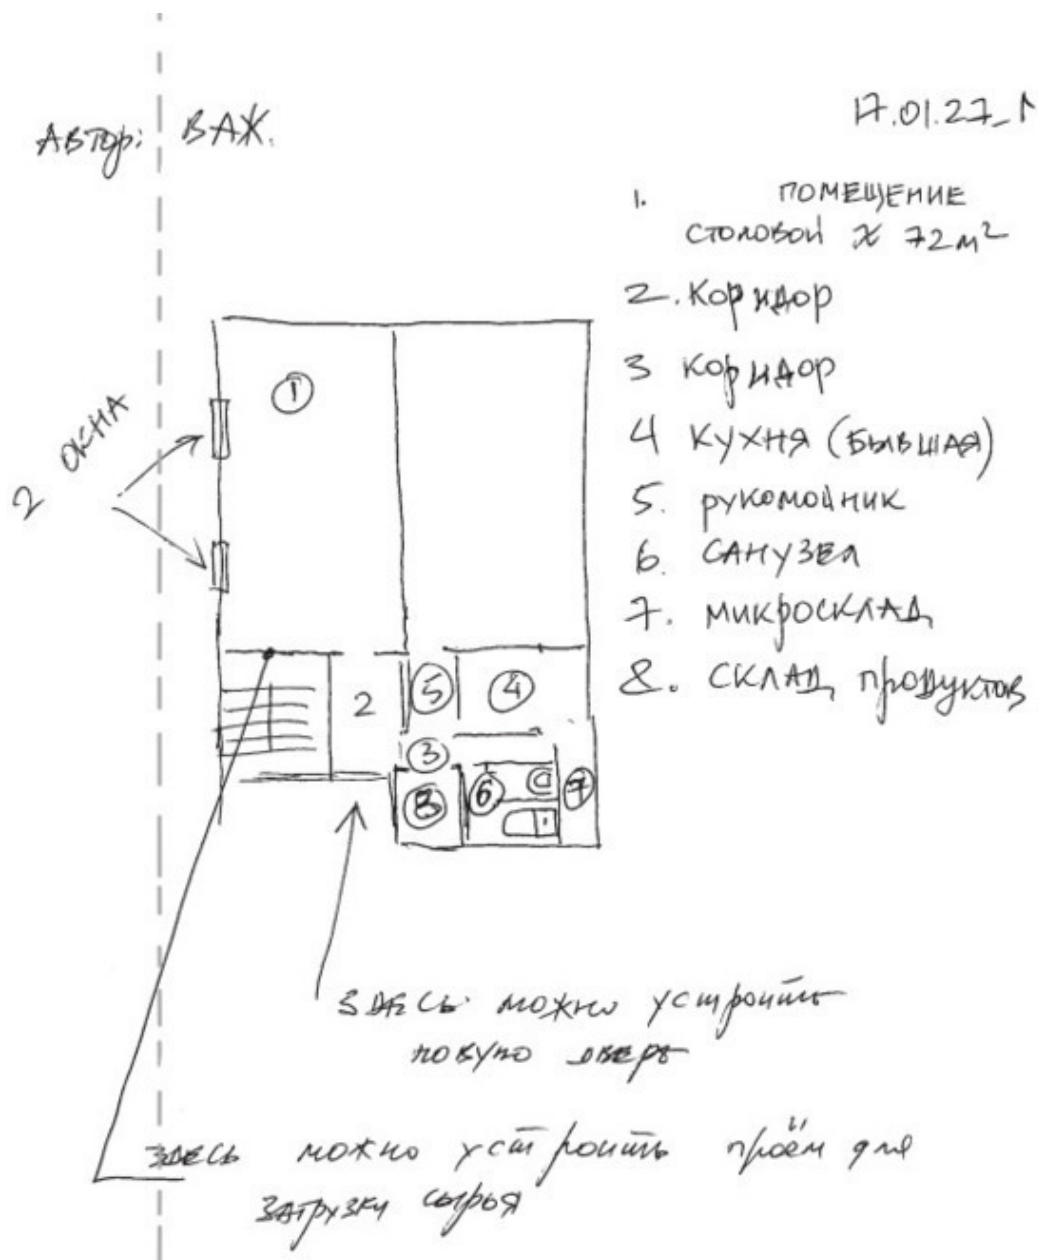 17.01.27_1
Автор: ВАЖ.
1. ПОМЕЩЕНИЕ
СТОЛОВОЙ ≈ 72м²
2. Коридор
3 Коридор
4 КУХНЯ (БЫВШАЯ)
5. рукомойник
6. САНУЗЕЛ
7. МИКРОСКЛАД
8. СКЛАД продуктов
2 ОКНА
1
2
5
4
3
8
6
7
ЗДЕСЬ можно устроить
новую дверь
ЗДЕСЬ можно устроить проём для
ЗАГРУЗКИ сырья